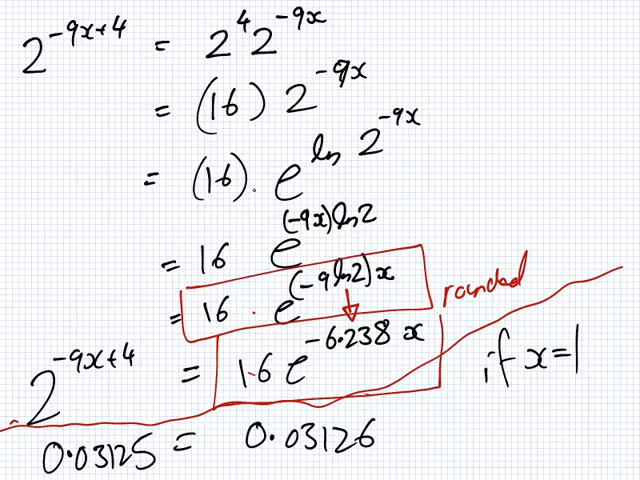 2^{-9x+4} = 2^4 2^{-9x}
= (16) 2^{-9x}
= (16). e^{ln 2^{-9x}}
= 16 e^{(-9x)ln2}
= 16 . e^{(-9ln2)x} rounded
2^{-9x+4} = 16 e^{-6.238x} if x=1
0.03125 = 0.03126